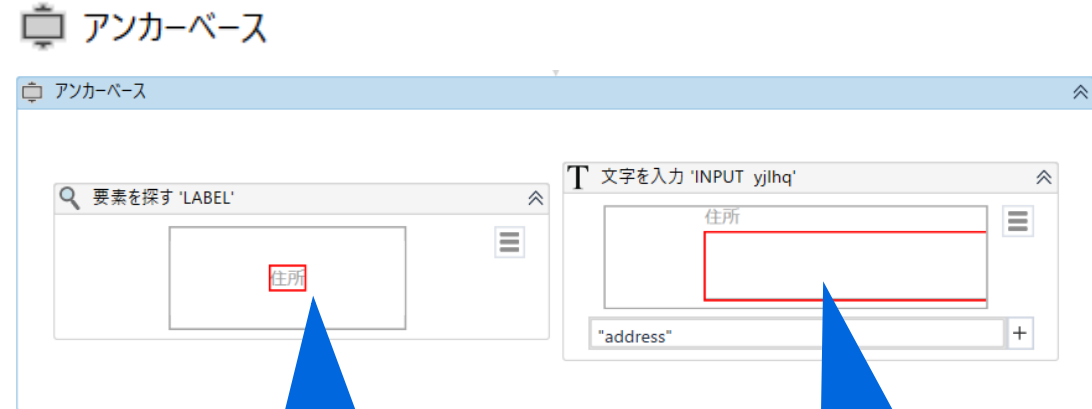 アンカーベース
アンカーベース
要素を探す 'LABEL'
住所
T 文字を入力 'INPUT yjlhq'
住所
"address"
+